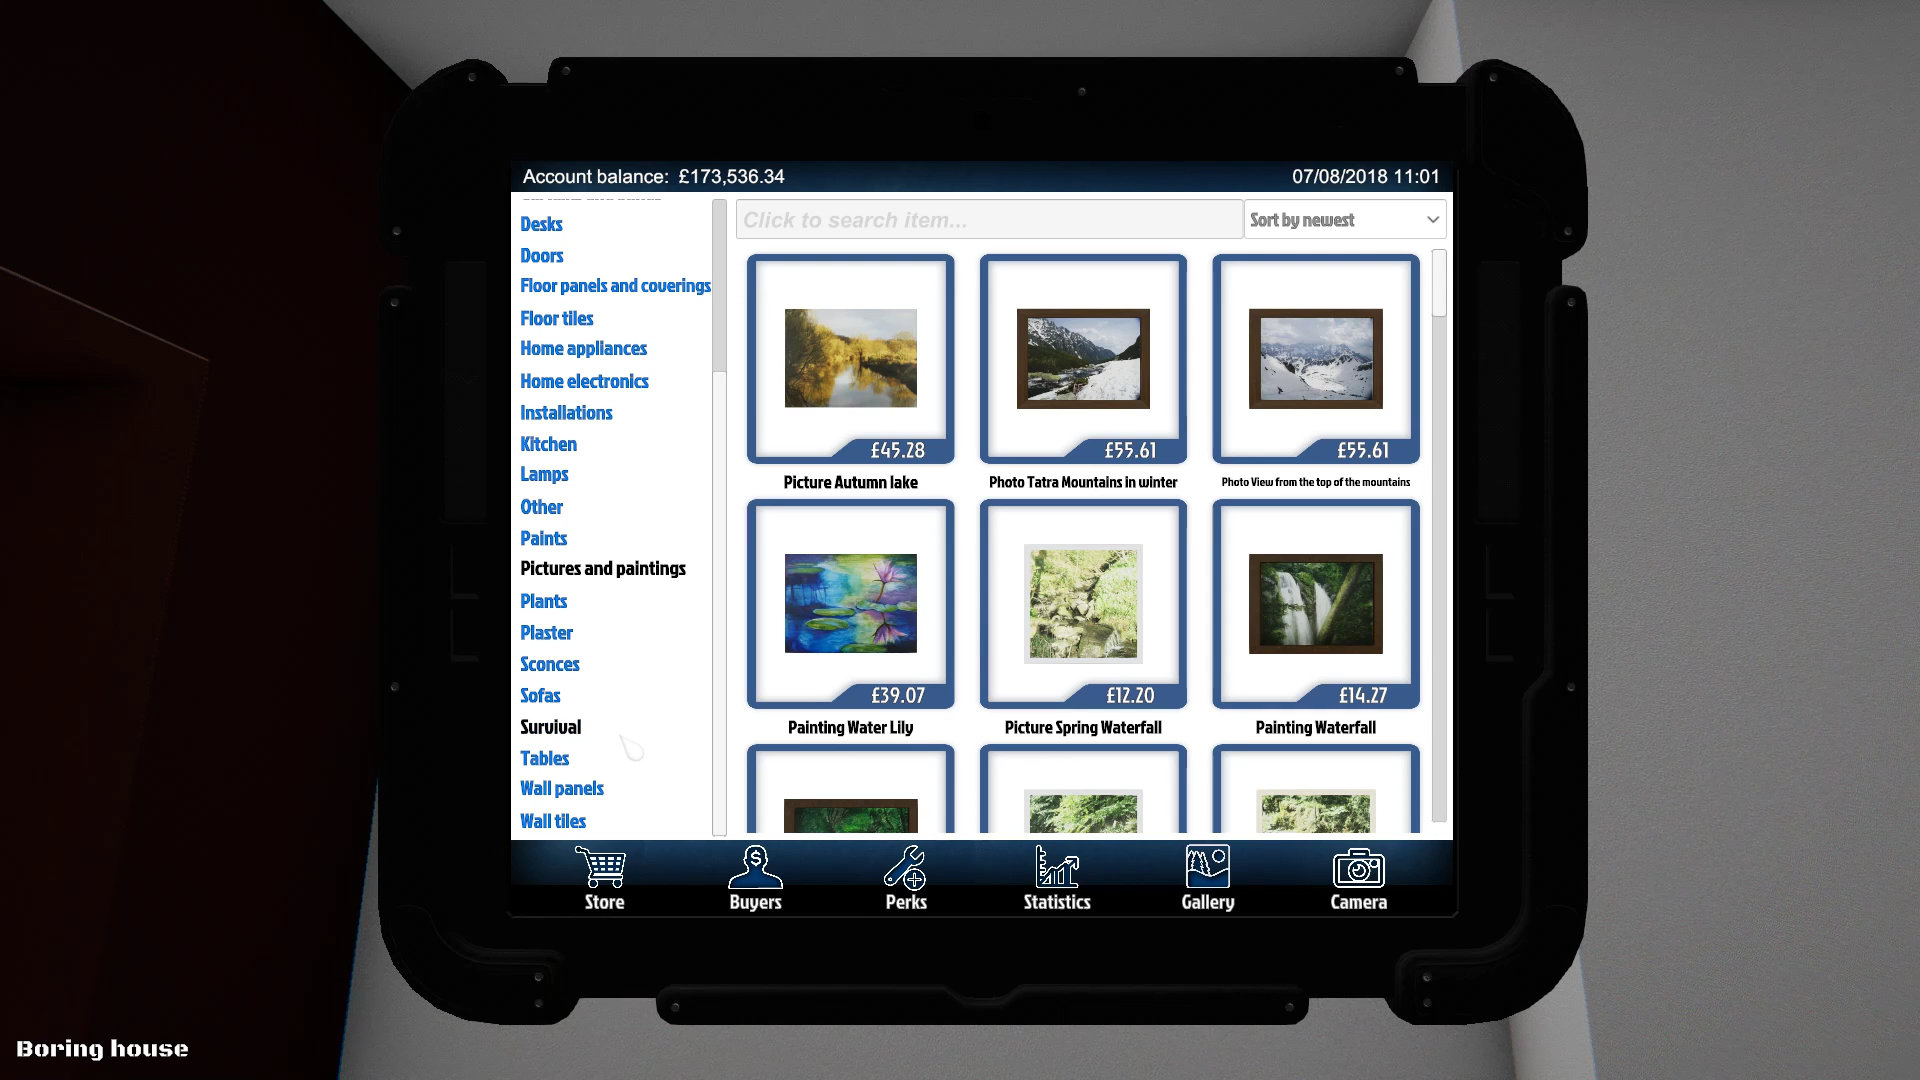 Account balance: £173,536.34
07/08/2018 11:01
Desks
Doors
Floor panels and coverings
Floor tiles
Home appliances
Home electronics
Installations
Kitchen
Lamps
Other
Paints
Pictures and paintings
Plants
Plaster
Sconces
Sofas
Survival
Tables
Wall panels
Wall tiles
Click to search item...
Sort by newest
£45.28
£55.61
£55.61
Picture Autumn lake
Photo Tatra Mountains in winter
Photo View from the top of the mountains
£39.07
£12.20
£14.27
Painting Water Lily
Picture Spring Waterfall
Painting Waterfall
Store
Buyers
Perks
Statistics
Gallery
Camera
Boring house